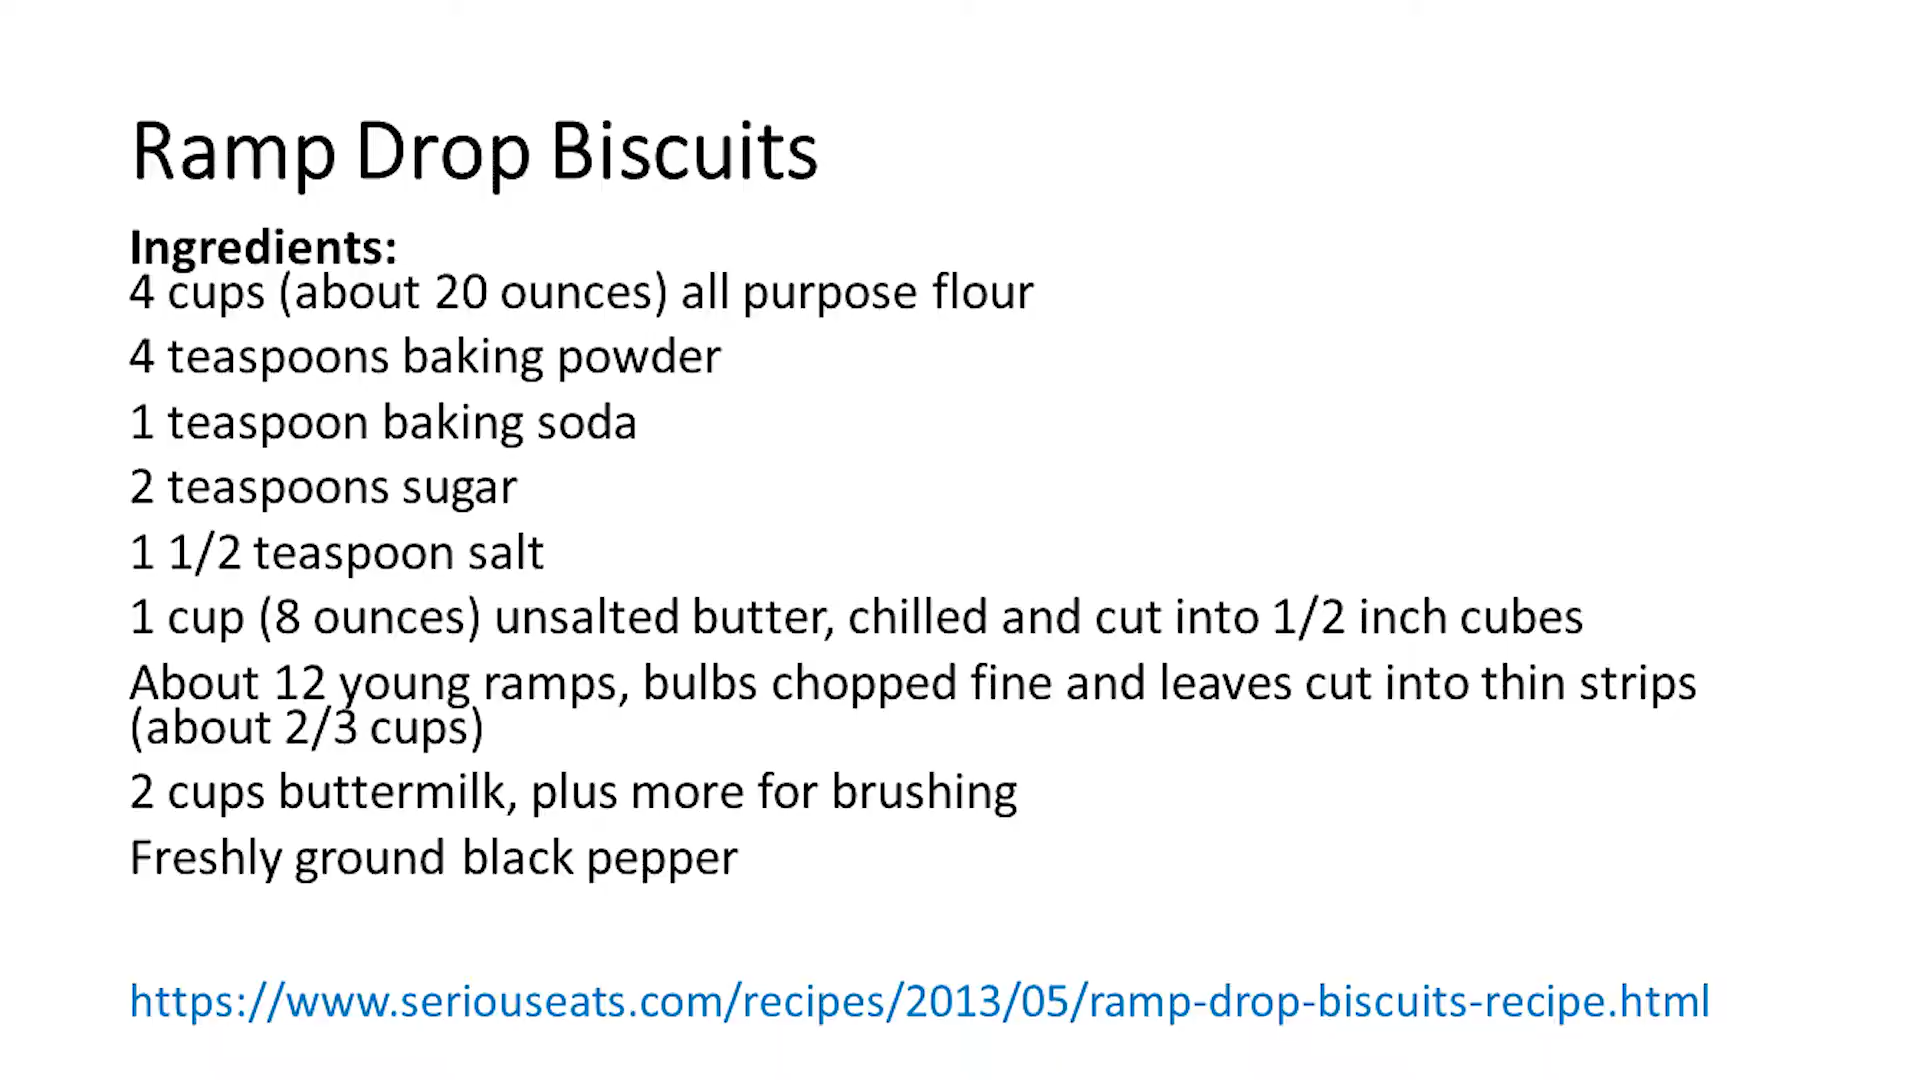 Ramp Drop Biscuits
Ingredients:
4 cups (about 20 ounces) all purpose flour
4 teaspoons baking powder
1 teaspoon baking soda
2 teaspoons sugar
1 1/2 teaspoon salt
1 cup (8 ounces) unsalted butter, chilled and cut into 1/2 inch cubes
About 12 young ramps, bulbs chopped fine and leaves cut into thin strips
(about 2/3 cups)
2 cups buttermilk, plus more for brushing
Freshly ground black pepper
https://www.seriouseats.com/recipes/2013/05/ramp-drop-biscuits-recipe.html